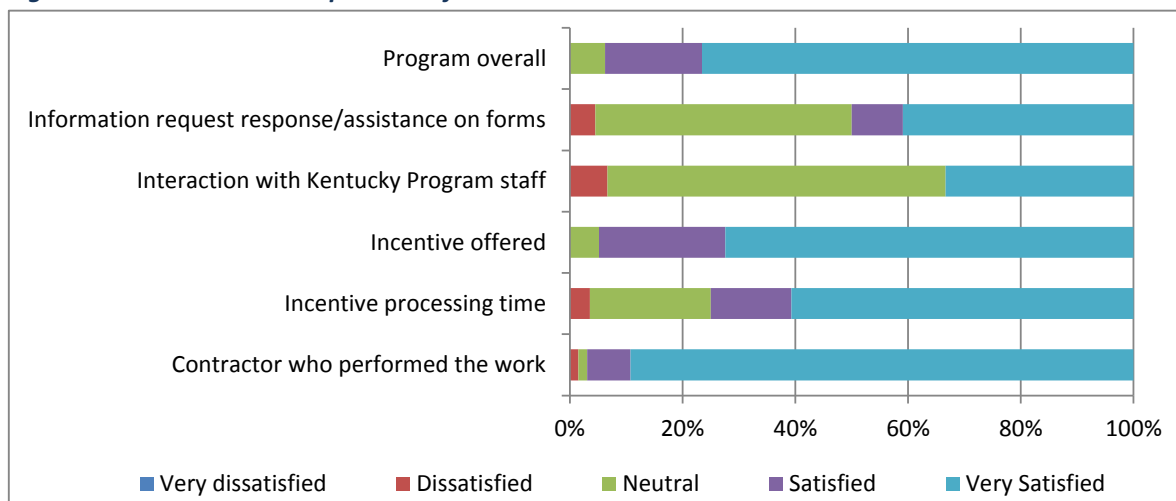 Program overall
Information request response/assistance on forms
Interaction with Kentucky Program staff
Incentive offered
Incentive processing time
Contractor who performed the work
0% 20% 40% 60% 80% 100%
Very dissatisfied Dissatisfied Neutral Satisfied Very Satisfied